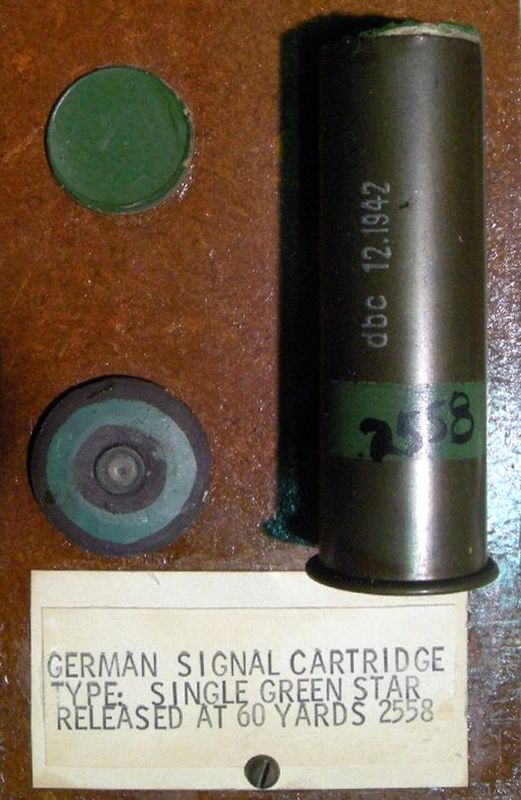 dbc 12.1942
2558
GERMAN SIGNAL CARTRIDGE
TYPE: SINGLE GREEN STAR
RELEASED AT 60 YARDS 2558